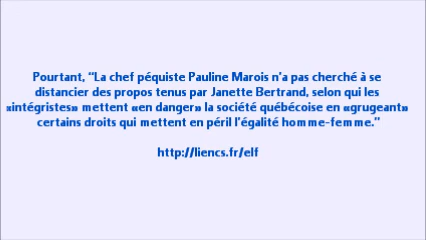 Pourtant, “La chef péquiste Pauline Marois n'a pas cherché à se
distancier des propos tenus par Janette Bertrand, selon qui les
«intégristes» mettent «en danger» la société québécoise en «grugeant»
certains droits qui mettent en péril l'égalité homme-femme.”
http://liencs.fr/elf